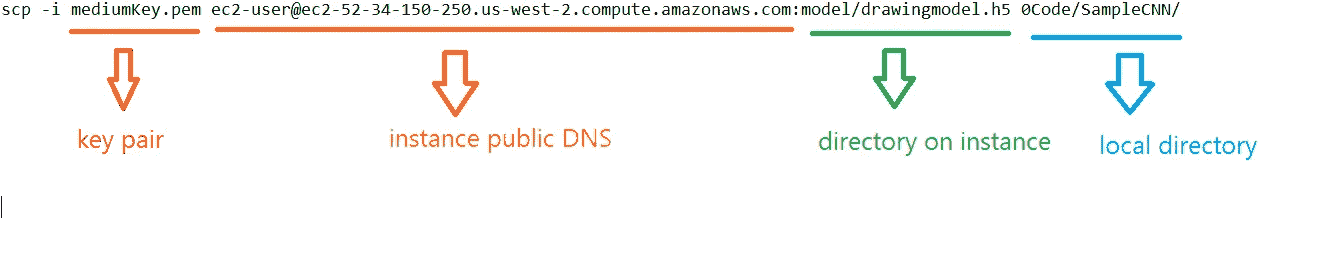 scp -i mediumKey.pem ec2-user@ec2-52-34-150-250.us-west-2.compute.amazonaws.com:model/drawingmodel.h5 0Code/SampleCNN/
key pair
instance public DNS
directory on instance
local directory